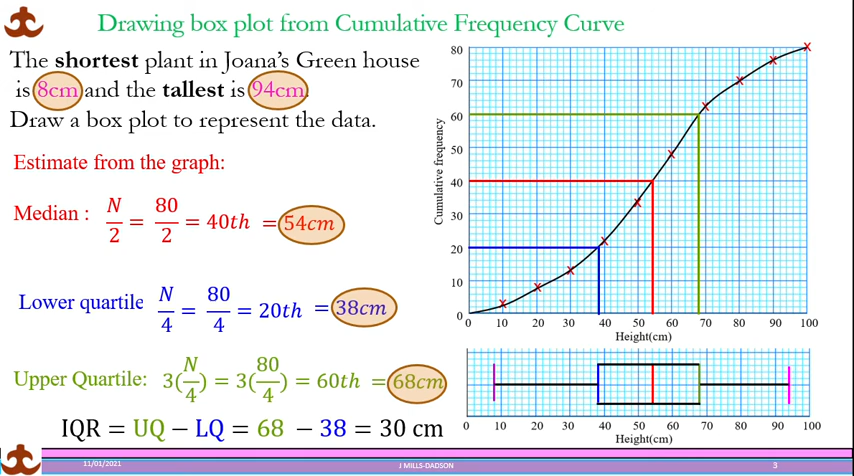 Drawing box plot from Cumulative Frequency Curve
The shortest plant in Joana's Green house
is 8cm and the tallest is 94cm.
Draw a box plot to represent the data.
Estimate from the graph:
Median : N/2 = 80/2 = 40th = 54cm
Lower quartile N/4 = 80/4 = 20th = 38cm
Upper Quartile: 3(N/4) = 3(80/4) = 60th = 68cm
IQR = UQ − LQ = 68 − 38 = 30 cm
Cumulative frequency
80
70
60
50
40
30
20
10
0
0 10 20 30 40 50 60 70 80 90 100
Height(cm)
0 10 20 30 40 50 60 70 80 90 100
Height(cm)
11/01/2021 J MILLS-DADSON 3